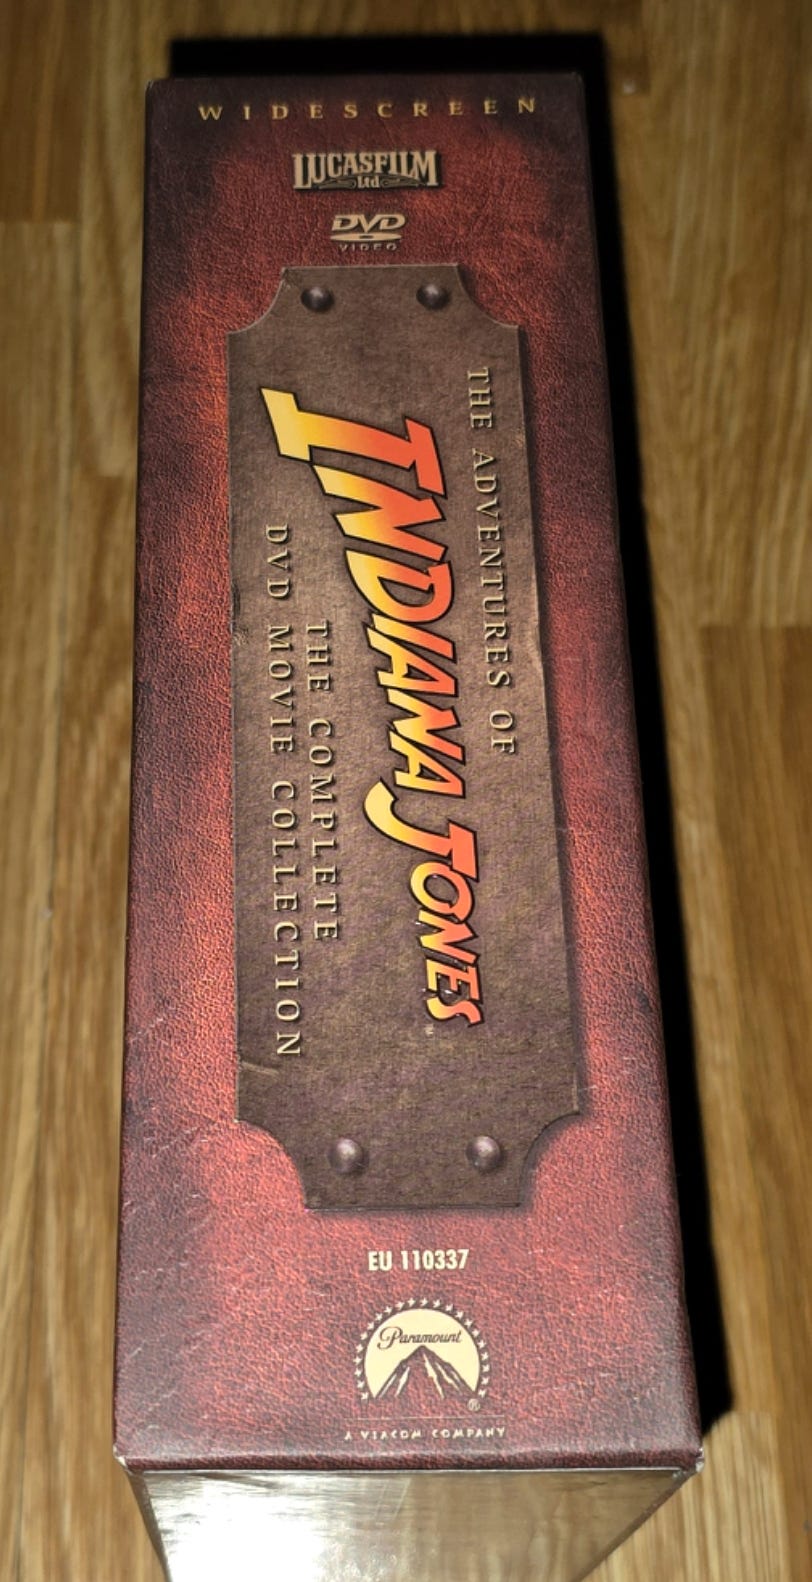 WIDESCREEN
LUCASFILM
Ltd
DVD
VIDEO
THE ADVENTURES OF
INDIANA JONES
™
THE COMPLETE
DVD MOVIE COLLECTION
EU 110337
Paramount
®
A VIACOM COMPANY